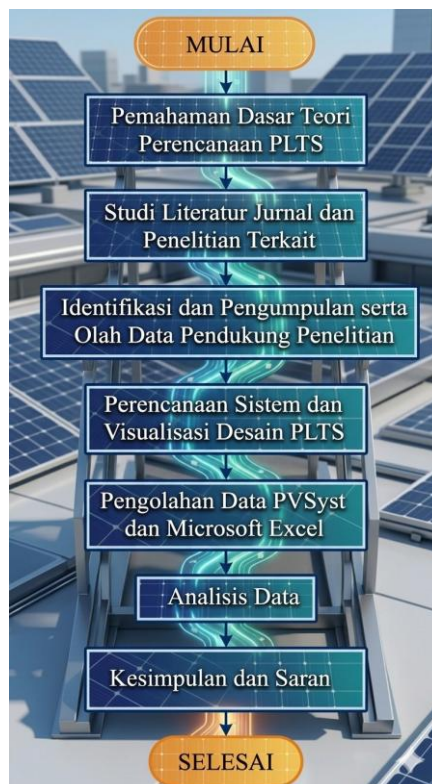 MULAI
Pemahaman Dasar Teori
Perencanaan PLTS
Studi Literatur Jurnal dan
Penelitian Terkait
Identifikasi dan Pengumpulan serta
Olah Data Pendukung Penelitian
Perencanaan Sistem dan
Visualisasi Desain PLTS
Pengolahan Data PVSyst
dan Microsoft Excel
Analisis Data
Kesimpulan dan Saran
SELESAI